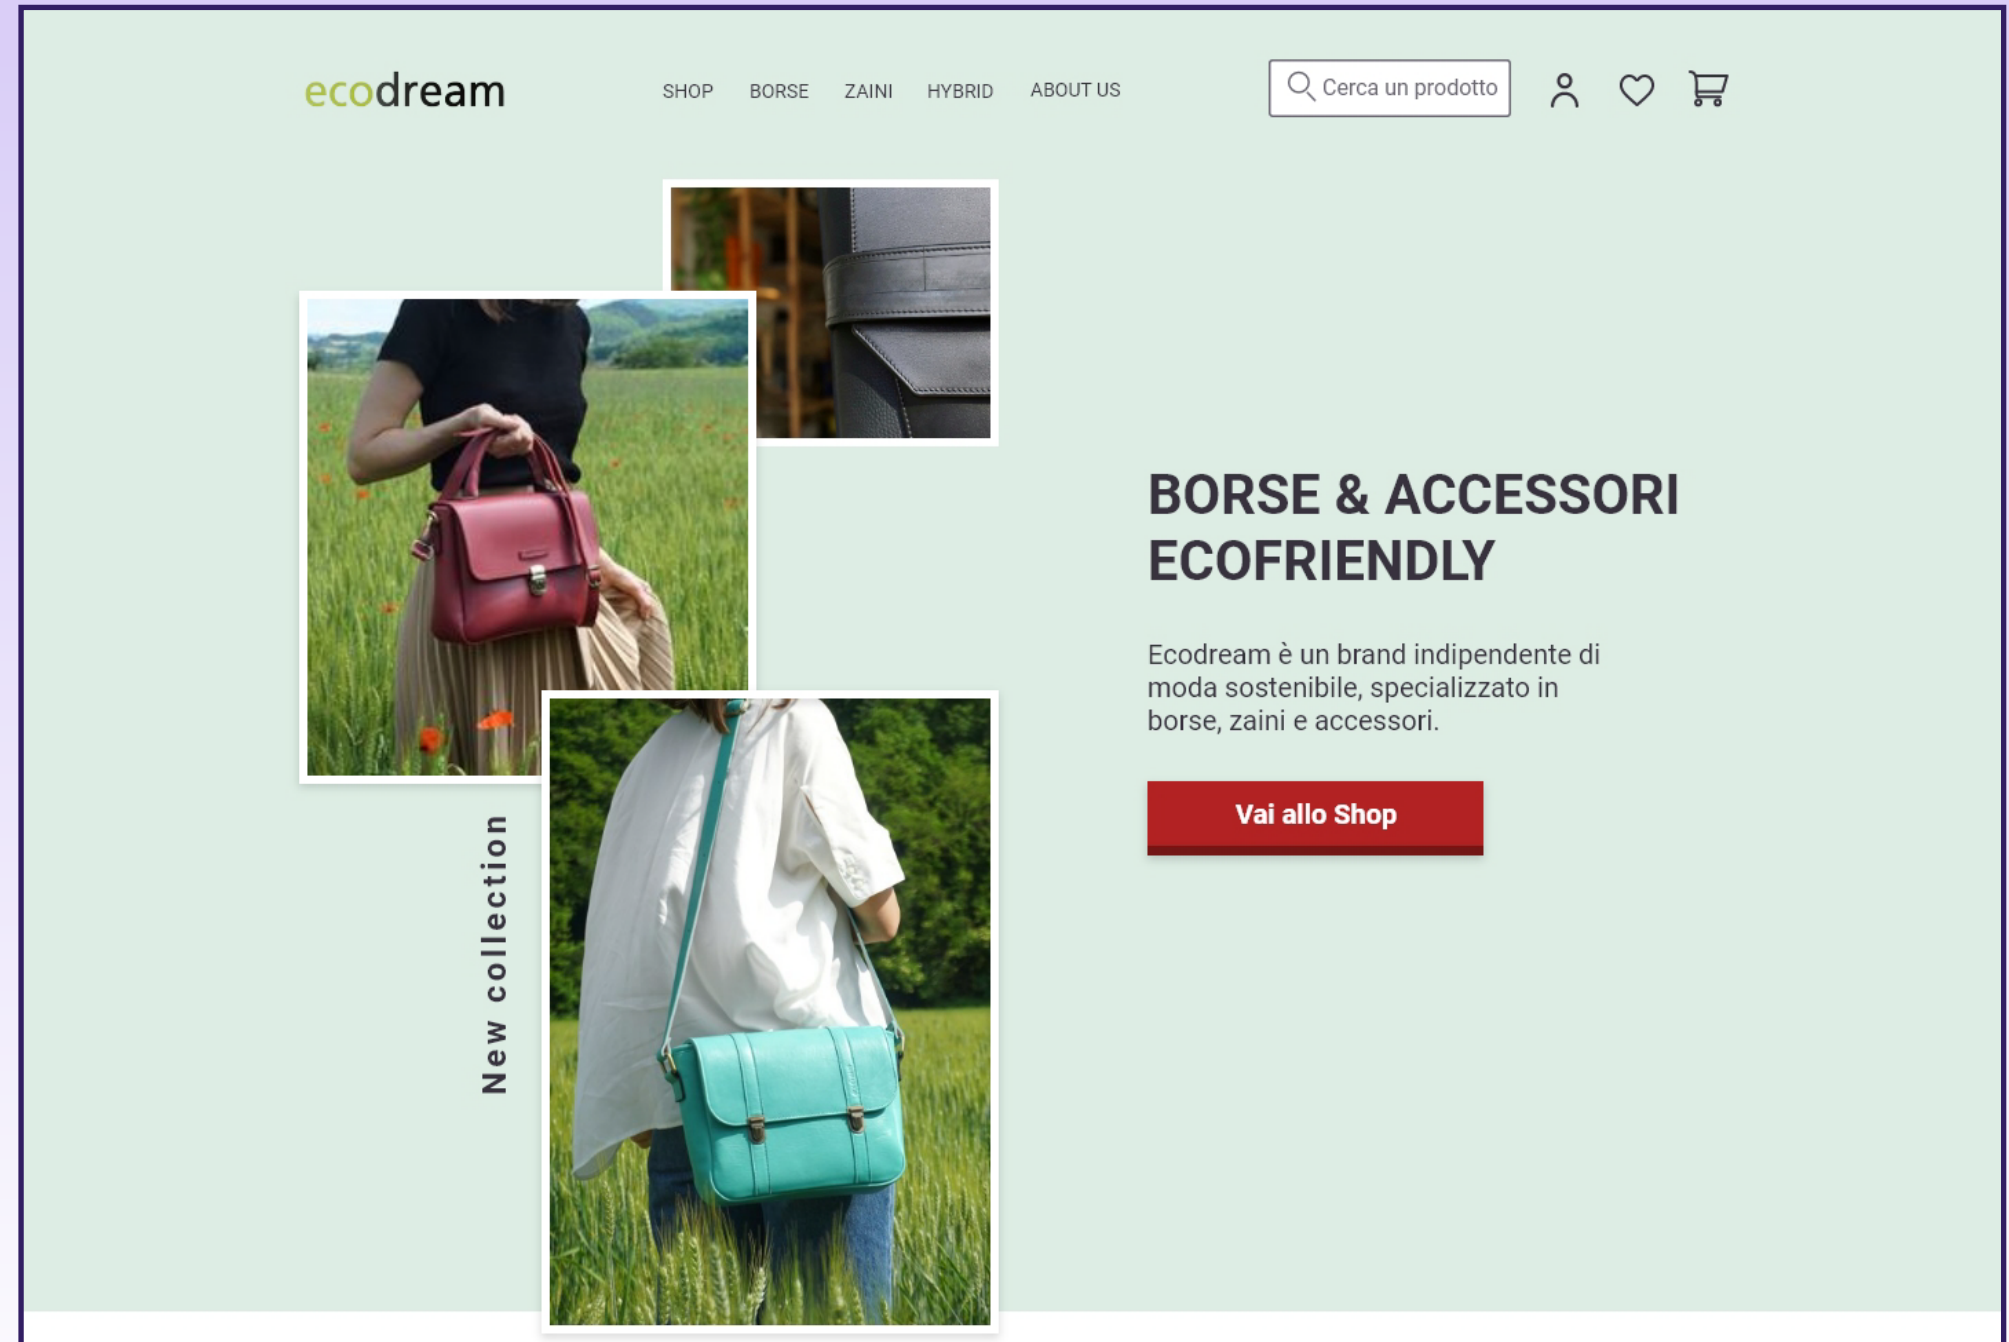 ecodream
SHOP
BORSE
ZAINI
HYBRID
ABOUT US
Cerca un prodotto
BORSE & ACCESSORI
ECOFRIENDLY
Ecodream è un brand indipendente di
moda sostenibile, specializzato in
borse, zaini e accessori.
Vai allo Shop
New collection